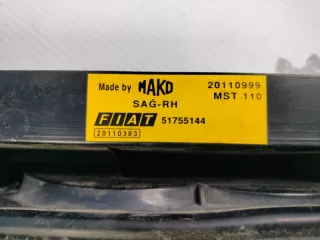 Made by MAKO 20110999
SAĞ-RH MST 110
FIAT 51755144
20110383